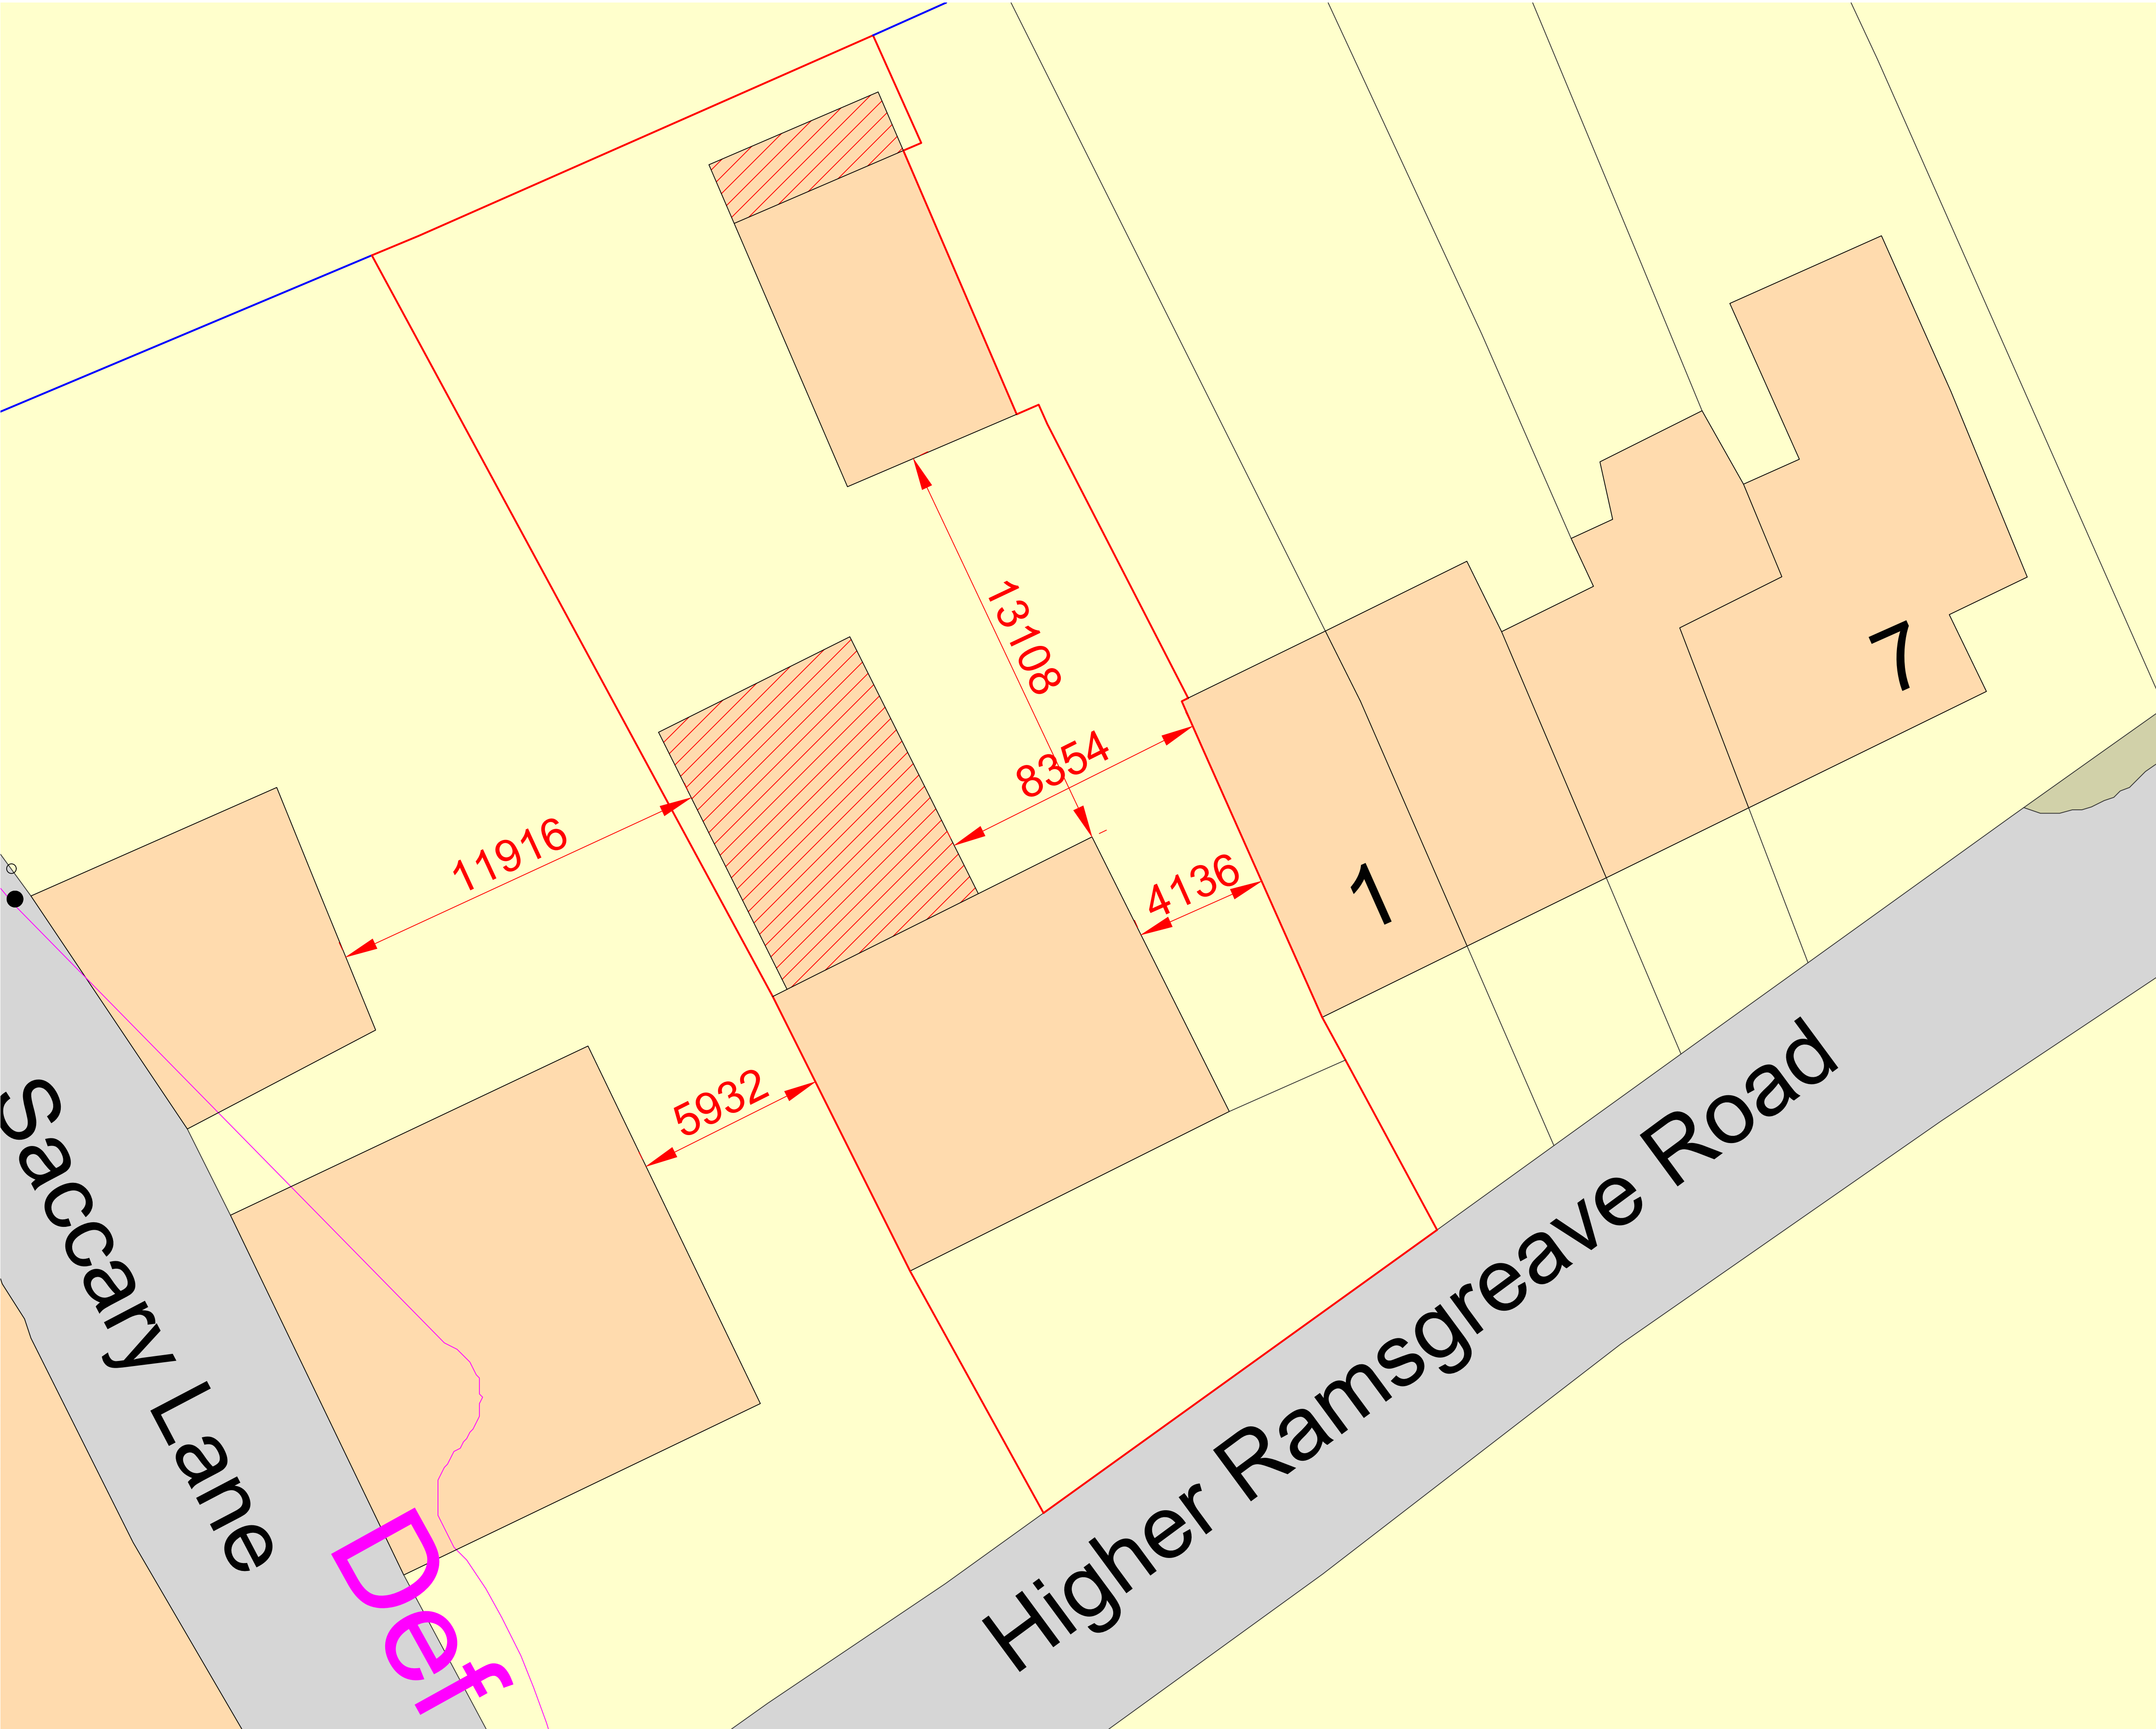 13108
8354
11916
4136
5932
1
7
Saccary Lane
Higher Ramsgreave Road
Def